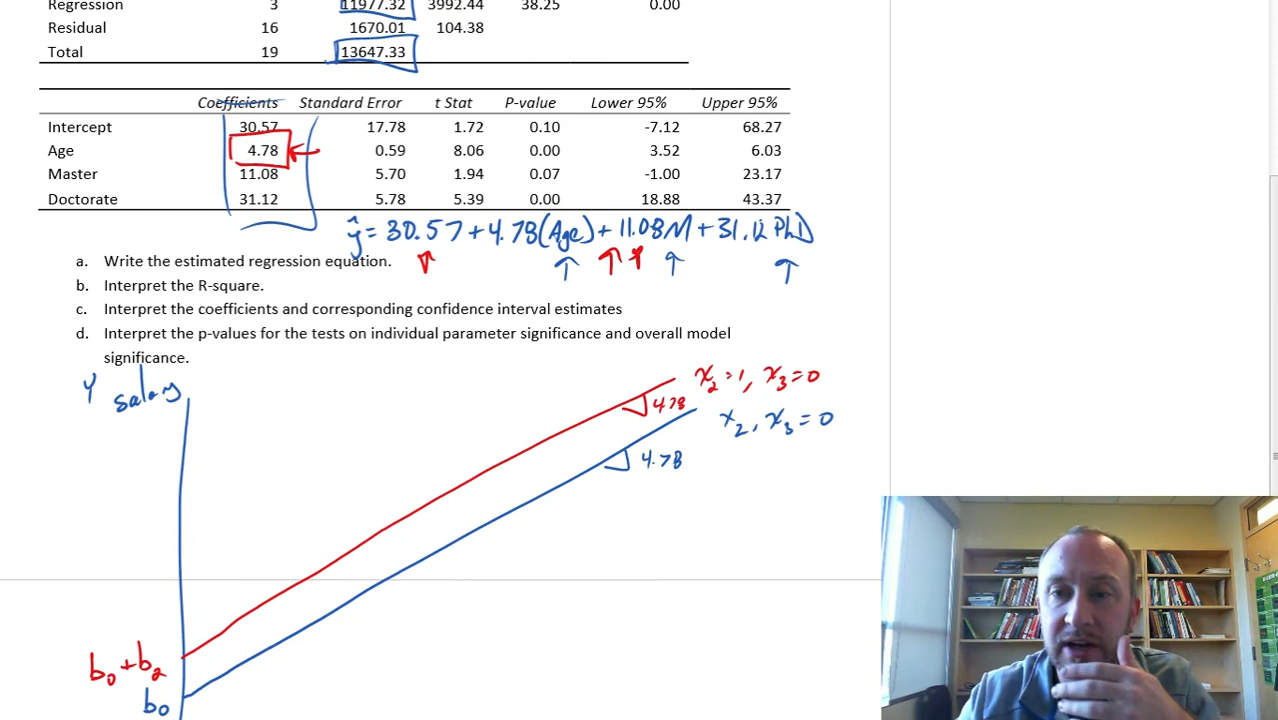 Regression 3 11977.32 3992.44 38.25 0.00
Residual 16 1670.01 104.38
Total 19 13647.33
Coefficients Standard Error t Stat P-value Lower 95% Upper 95%
Intercept 30.57 17.78 1.72 0.10 -7.12 68.27
Age 4.78 0.59 8.06 0.00 3.52 6.03
Master 11.08 5.70 1.94 0.07 -1.00 23.17
Doctorate 31.12 5.78 5.39 0.00 18.88 43.37
ŷ = 30.57 + 4.78(Age) + 11.08M + 31.12 PhD
a. Write the estimated regression equation.
b. Interpret the R-square.
c. Interpret the coefficients and corresponding confidence interval estimates
d. Interpret the p-values for the tests on individual parameter significance and overall model
significance.
Y salary
x₂=1, x₃=0
4.78
x₂, x₃=0
4.78
b₀+b₂
b₀